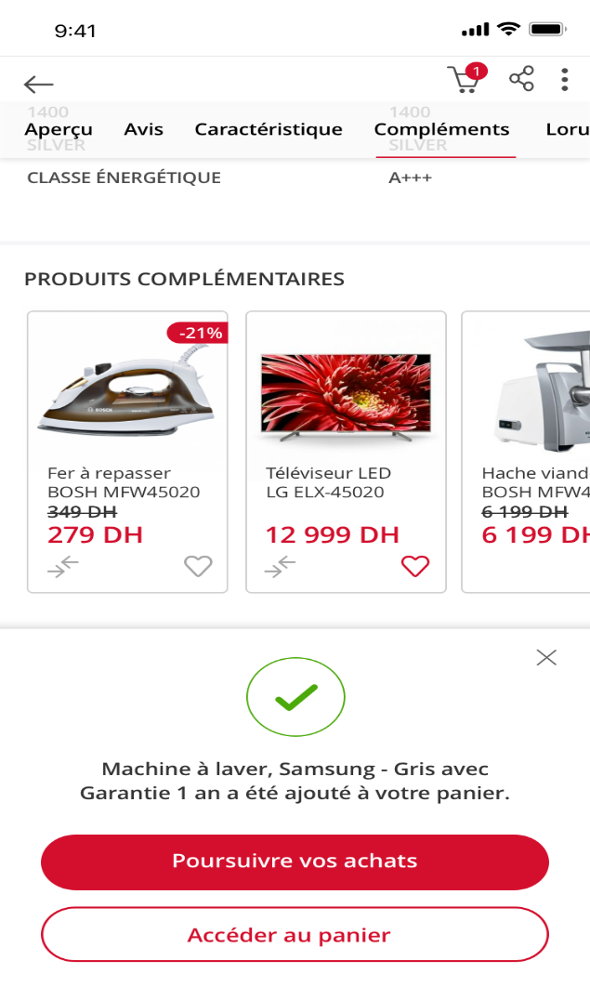 9:41
1
1400 1400
Aperçu Avis Caractéristique Compléments Loru
SILVER SILVER
CLASSE ÉNERGÉTIQUE A+++
PRODUITS COMPLÉMENTAIRES
-21%
BOSCH
Fer à repasser
BOSH MFW45020
349 DH
279 DH
Téléviseur LED
LG ELX-45020
12 999 DH
Hache viand
BOSH MFW4
6 199 DH
6 199 DH
Machine à laver, Samsung - Gris avec
Garantie 1 an a été ajouté à votre panier.
Poursuivre vos achats
Accéder au panier